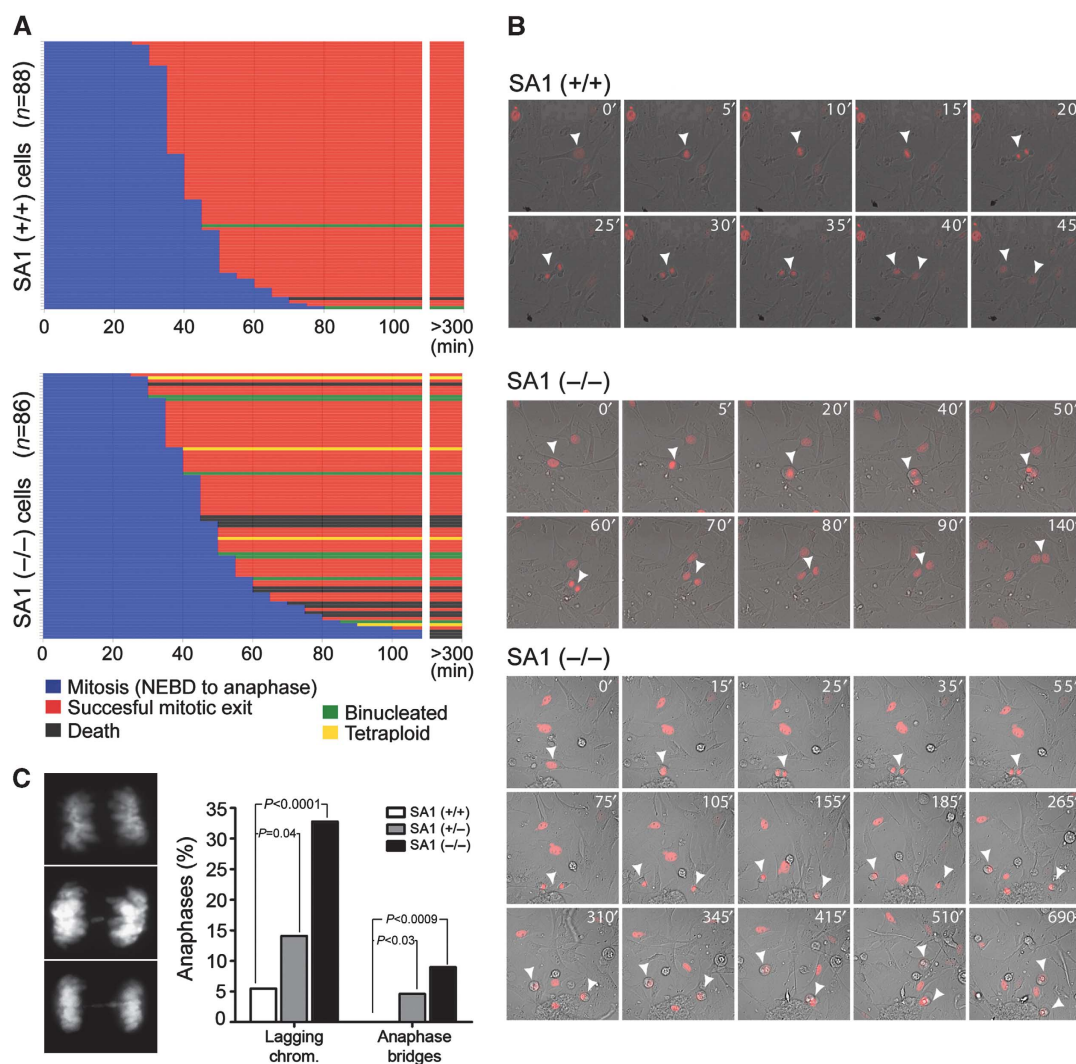 A
SA1 (+/+) cells (n=88)
0 20 40 60 80 100 >300
(min)
SA1 (–/–) cells (n=86)
0 20 40 60 80 100 >300
(min)
Mitosis (NEBD to anaphase)
Succesful mitotic exit
Death
Binucleated
Tetraploid
B
SA1 (+/+)
0′ 5′ 10′ 15′ 20
25′ 30′ 35′ 40′ 45
SA1 (–/–)
0′ 5′ 20′ 40′ 50′
60′ 70′ 80′ 90′ 140′
SA1 (–/–)
0′ 15′ 25′ 35′ 55′
75′ 105′ 155′ 185′ 265′
310′ 345′ 415′ 510′ 690′
C
Anaphases (%)
35
30
25
20
15
10
5
0
P<0.0001
P=0.04
P<0.0009
P<0.03
SA1 (+/+)
SA1 (+/–)
SA1 (–/–)
Lagging
chrom.
Anaphase
bridges